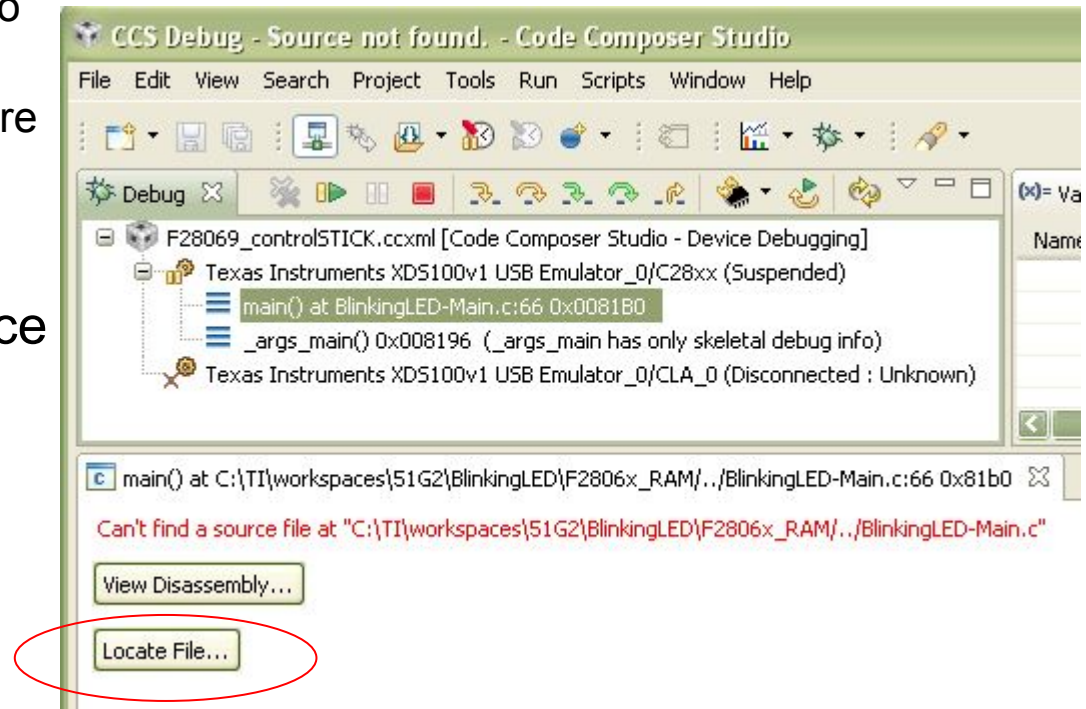 o
re
ce
CCS Debug - Source not found. - Code Composer Studio
File Edit View Search Project Tools Run Scripts Window Help
Debug
F28069_controlSTICK.ccxml [Code Composer Studio - Device Debugging]
Texas Instruments XDS100v1 USB Emulator_0/C28xx (Suspended)
main() at BlinkingLED-Main.c:66 0x0081B0
_args_main() 0x008196 (_args_main has only skeletal debug info)
Texas Instruments XDS100v1 USB Emulator_0/CLA_0 (Disconnected : Unknown)
(x)= Va
Name
main() at C:\TI\workspaces\51G2\BlinkingLED\F2806x_RAM/../BlinkingLED-Main.c:66 0x81b0
Can't find a source file at "C:\TI\workspaces\51G2\BlinkingLED\F2806x_RAM/../BlinkingLED-Main.c"
View Disassembly...
Locate File...